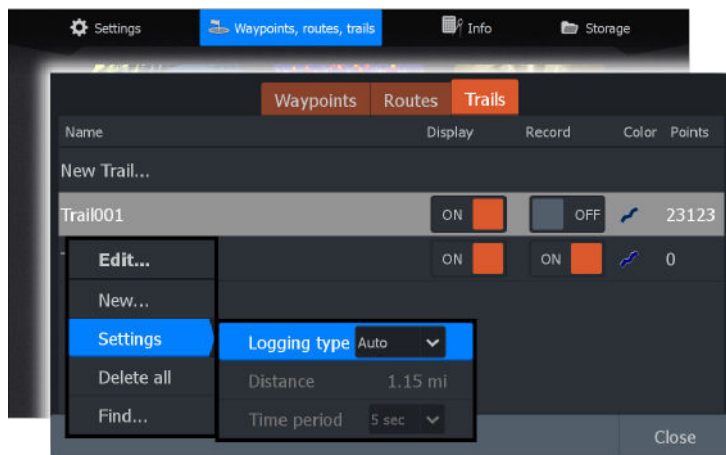 Settings Waypoints, routes, trails Info Storage
Waypoints Routes Trails
Name Display Record Color Points
New Trail...
Trail001 ON OFF 23123
Edit... ON ON 0
New...
Settings Logging type Auto
Delete all Distance 1.15 mi
Find... Time period 5 sec
Close